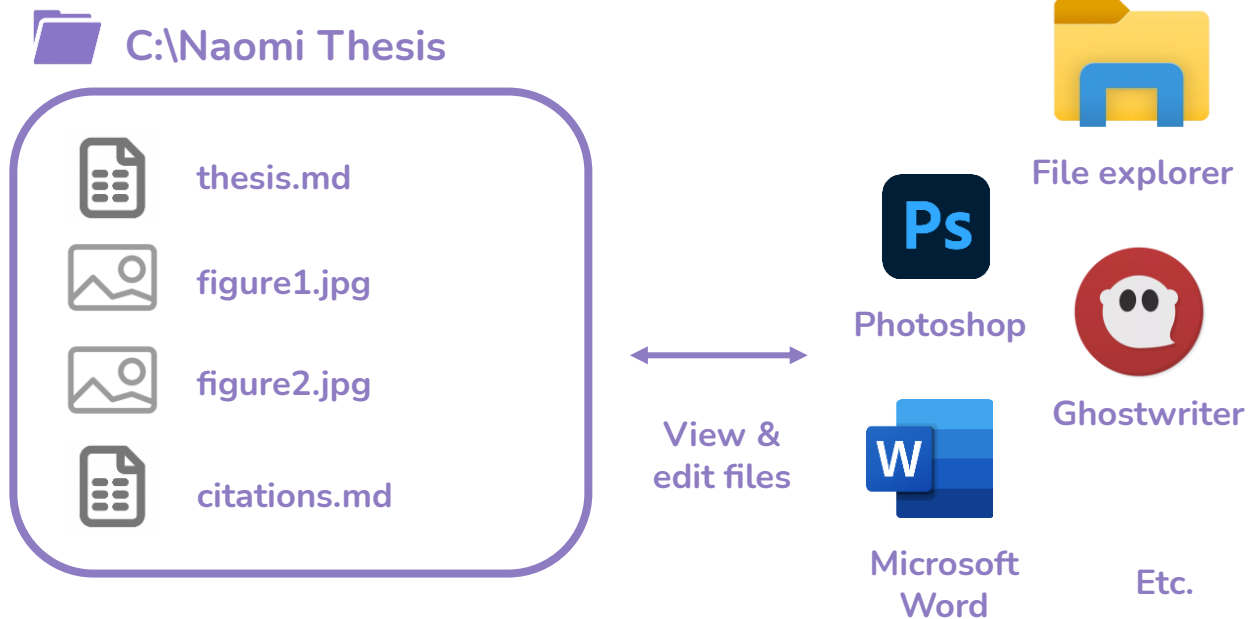 C:\Naomi Thesis
thesis.md
figure1.jpg
figure2.jpg
citations.md
View &
edit files
File explorer
Ps
Photoshop
Ghostwriter
W
Microsoft
Word
Etc.